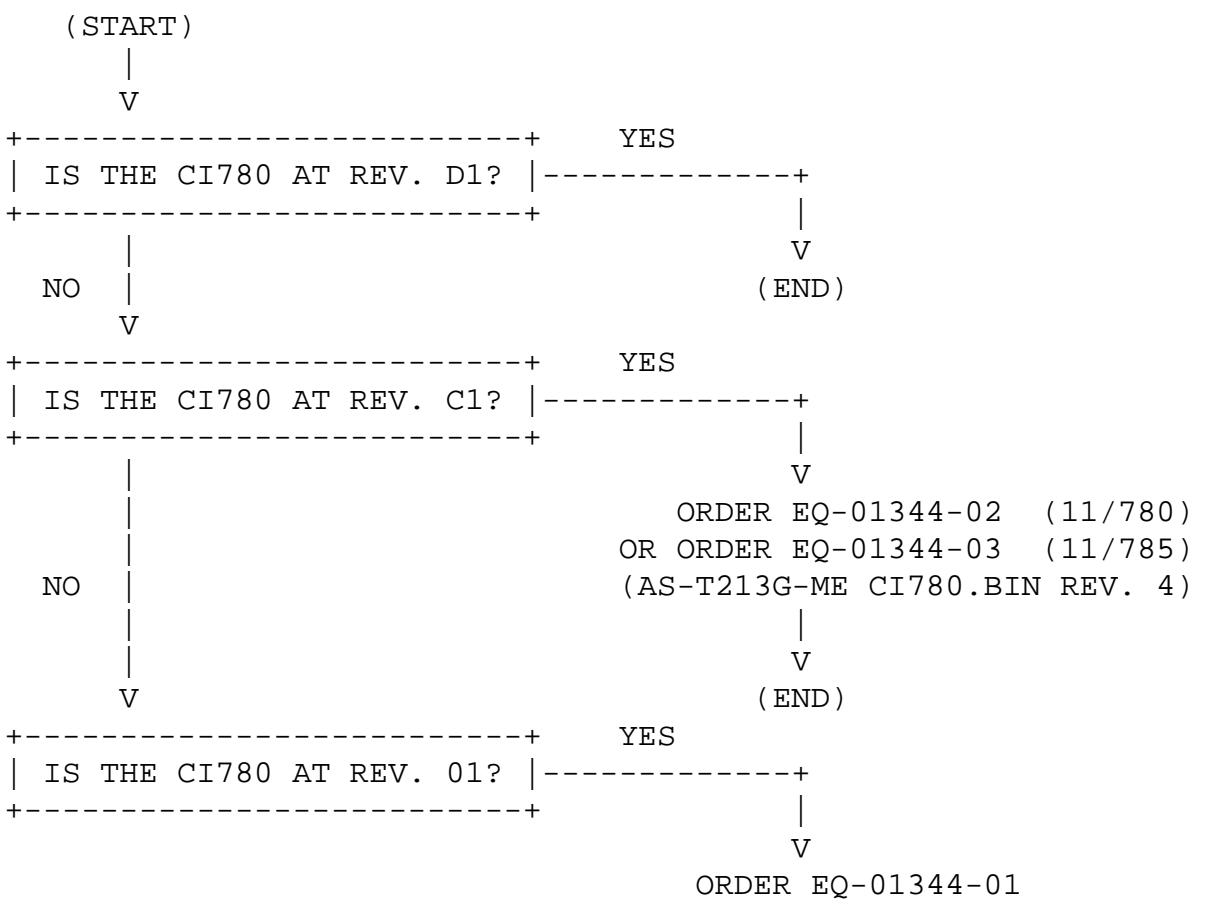 (START)
|
V
+--------------------------+ YES
| IS THE CI780 AT REV. D1? |-------------+
+--------------------------+ |
| V
NO | (END)
V
+--------------------------+ YES
| IS THE CI780 AT REV. C1? |-------------+
+--------------------------+ |
| V
| ORDER EQ-01344-02 (11/780)
| OR ORDER EQ-01344-03 (11/785)
NO | (AS-T213G-ME CI780.BIN REV. 4)
| |
| V
V (END)
+--------------------------+ YES
| IS THE CI780 AT REV. 01? |-------------+
+--------------------------+ |
V
ORDER EQ-01344-01